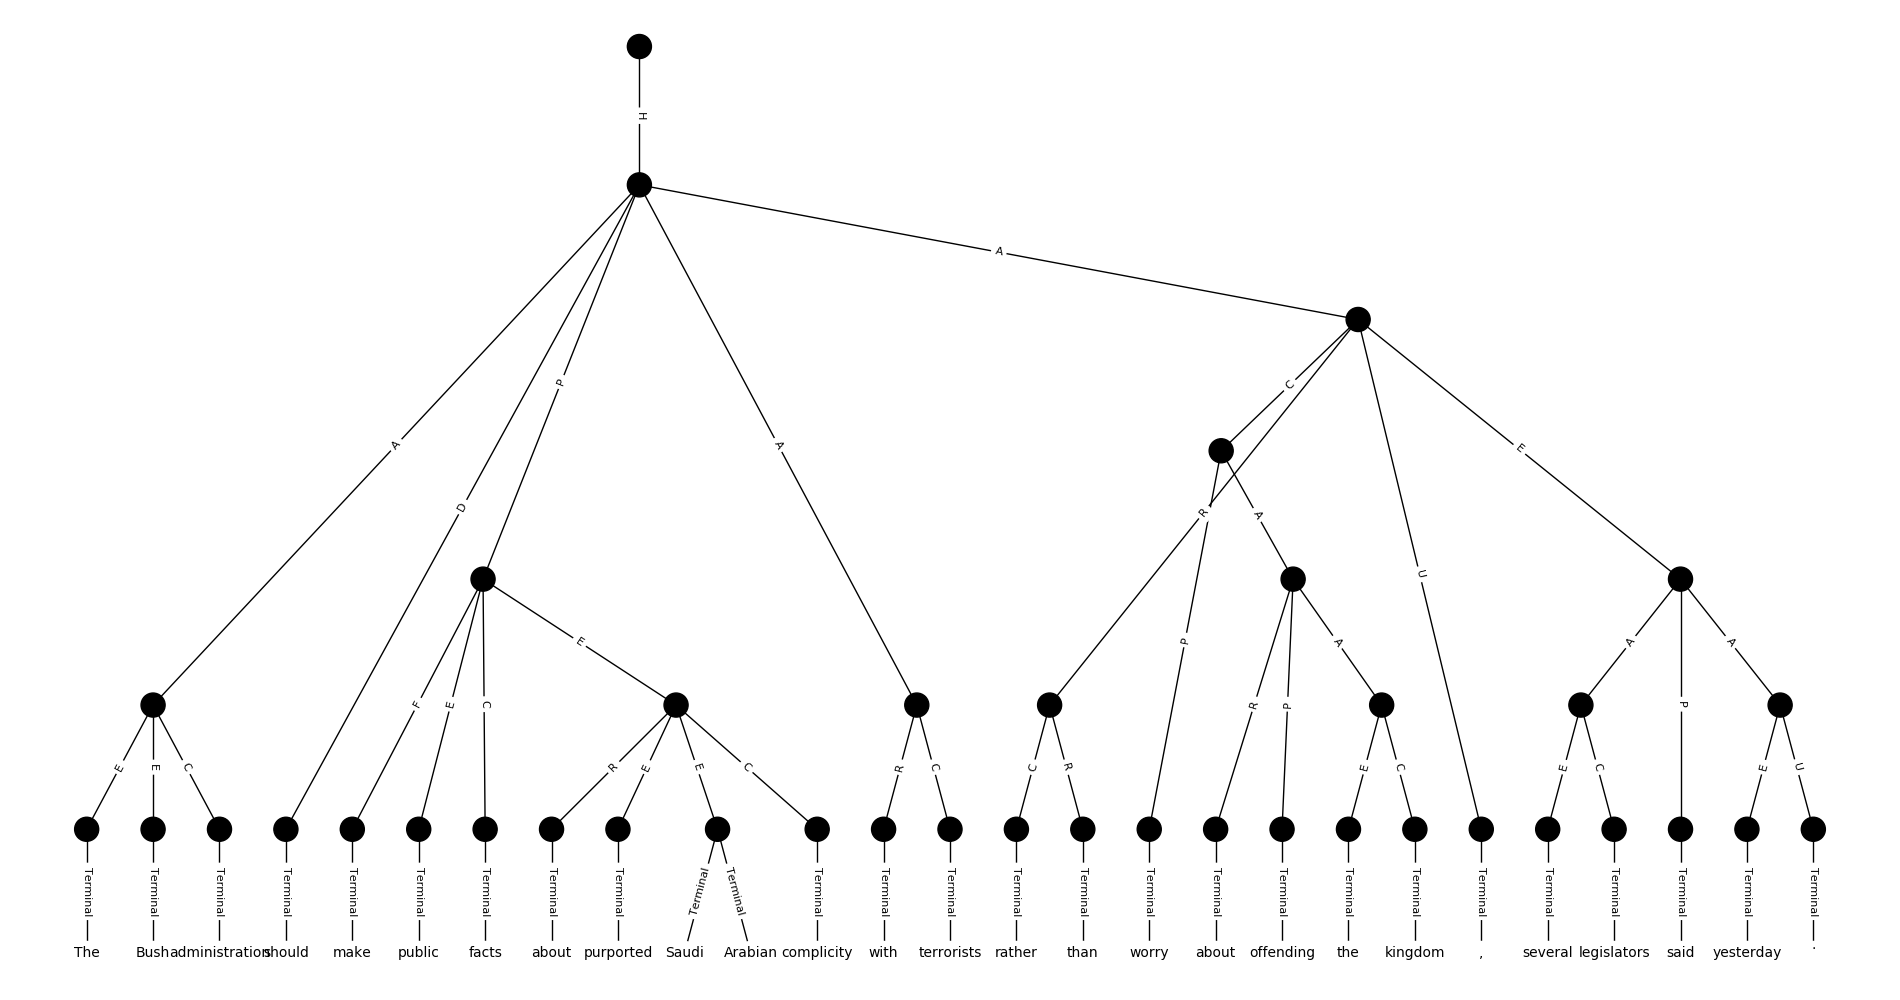 H
A
C
P
A
A
E
D
R
R
A
U
P
E
A
A
F
E
C
P
R
P
P
E
E
C
R
E
E
C
R
C
C
R
E
C
E
C
E
U
Terminal Terminal Terminal Terminal Terminal Terminal Terminal Terminal Terminal Terminal Terminal Terminal Terminal Terminal Terminal Terminal Terminal Terminal Terminal Terminal Terminal Terminal Terminal Terminal Terminal Terminal Terminal
The Bush administration should make public facts about purported Saudi Arabian complicity with terrorists rather than worry about offending the kingdom , several legislators said yesterday .